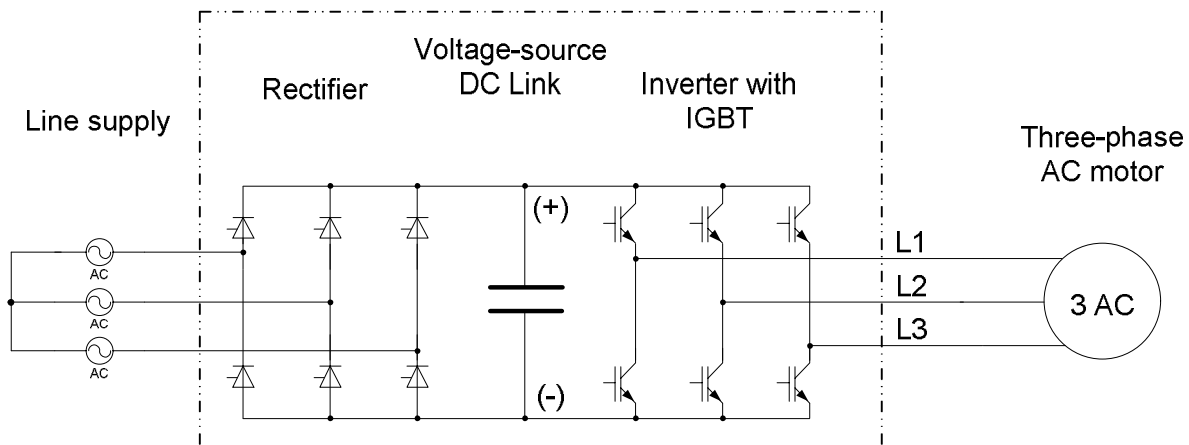 Line supply
Rectifier
Voltage-source
DC Link
Inverter with
IGBT
Three-phase
AC motor
(+)
(-)
AC
AC
AC
L1
L2
L3
3 AC